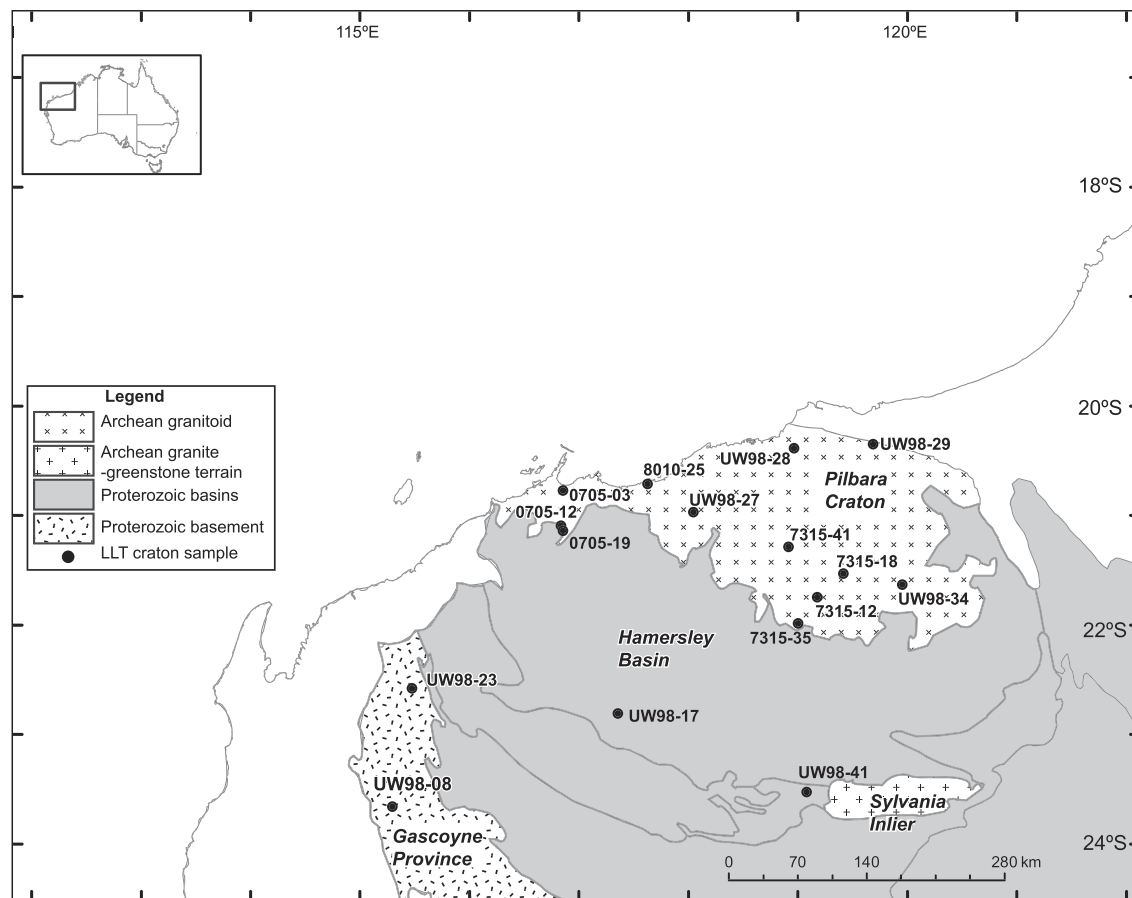 115ºE
120ºE
18ºS
20ºS
22ºS
24ºS
Legend
Archean granitoid
Archean granite
-greenstone terrain
Proterozoic basins
Proterozoic basement
LLT craton sample
UW98-29
UW98-28
8010-25
Pilbara
Craton
0705-03
UW98-27
0705-12
7315-41
0705-19
7315-18
UW98-34
7315-12
7315-35
Hamersley
Basin
UW98-23
UW98-17
UW98-41
UW98-08
Sylvania
Inlier
Gascoyne
Province
0 70 140 280 km